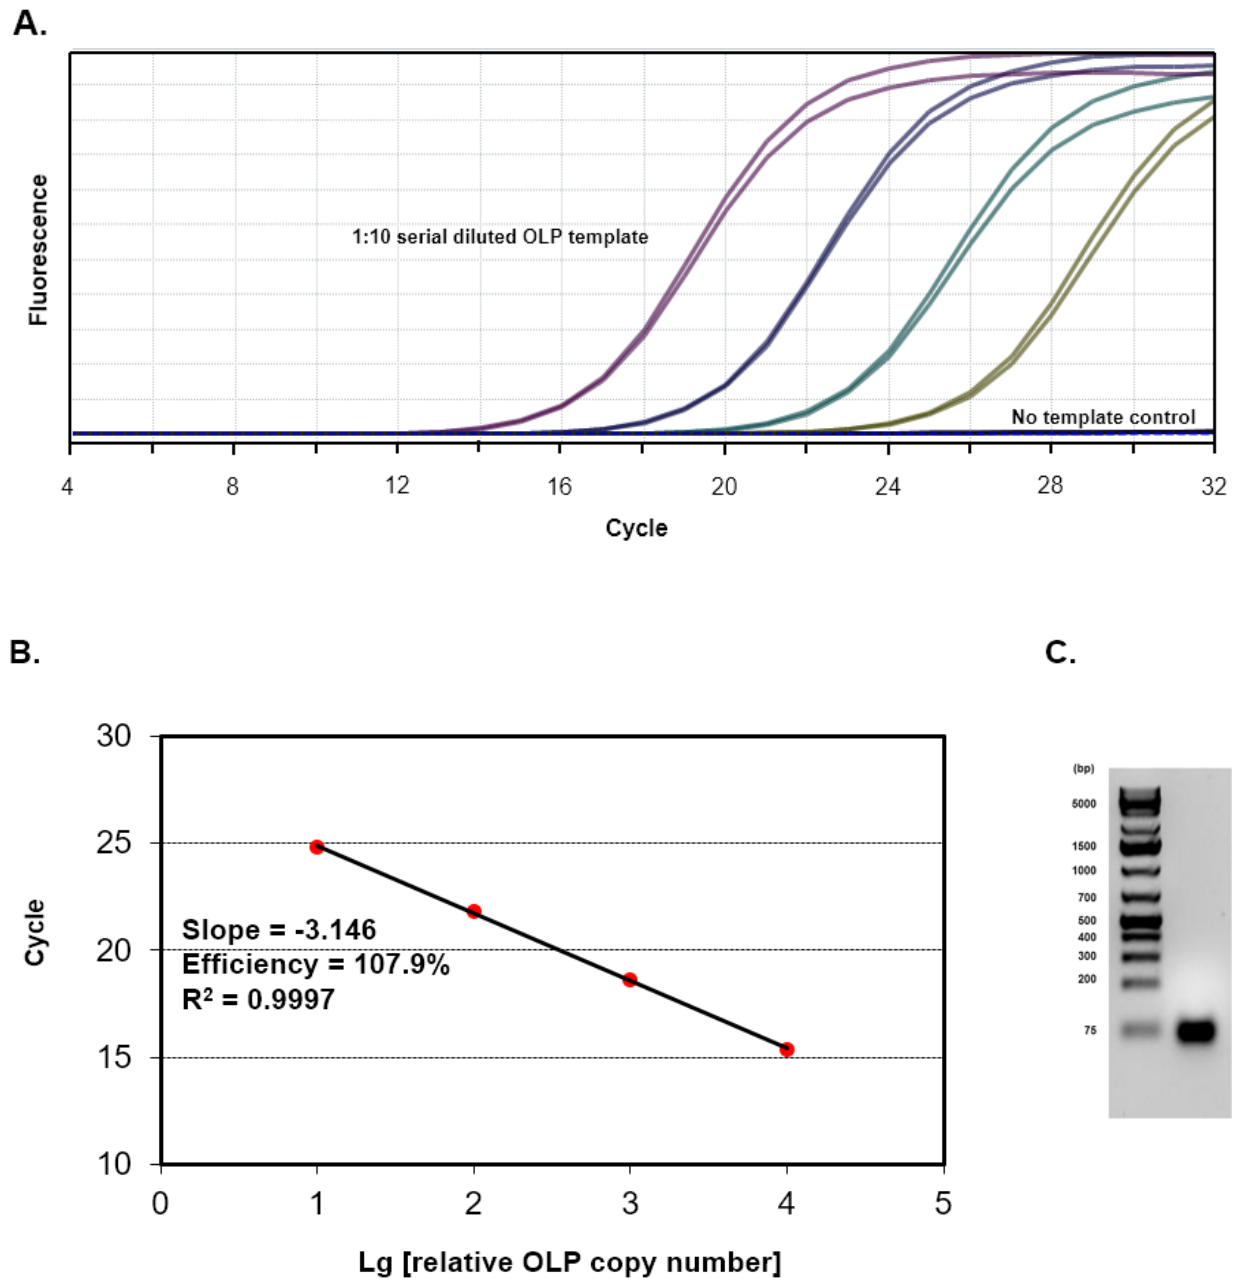 A.
Fluorescence
1:10 serial diluted OLP template
No template control
4 8 12 16 20 24 28 32
Cycle
B.
30
25
20
15
10
Cycle
Slope = -3.146
Efficiency = 107.9%
R² = 0.9997
0 1 2 3 4 5
Lg [relative OLP copy number]
C.
(bp)
5000
1500
1000
700
500
400
300
200
75